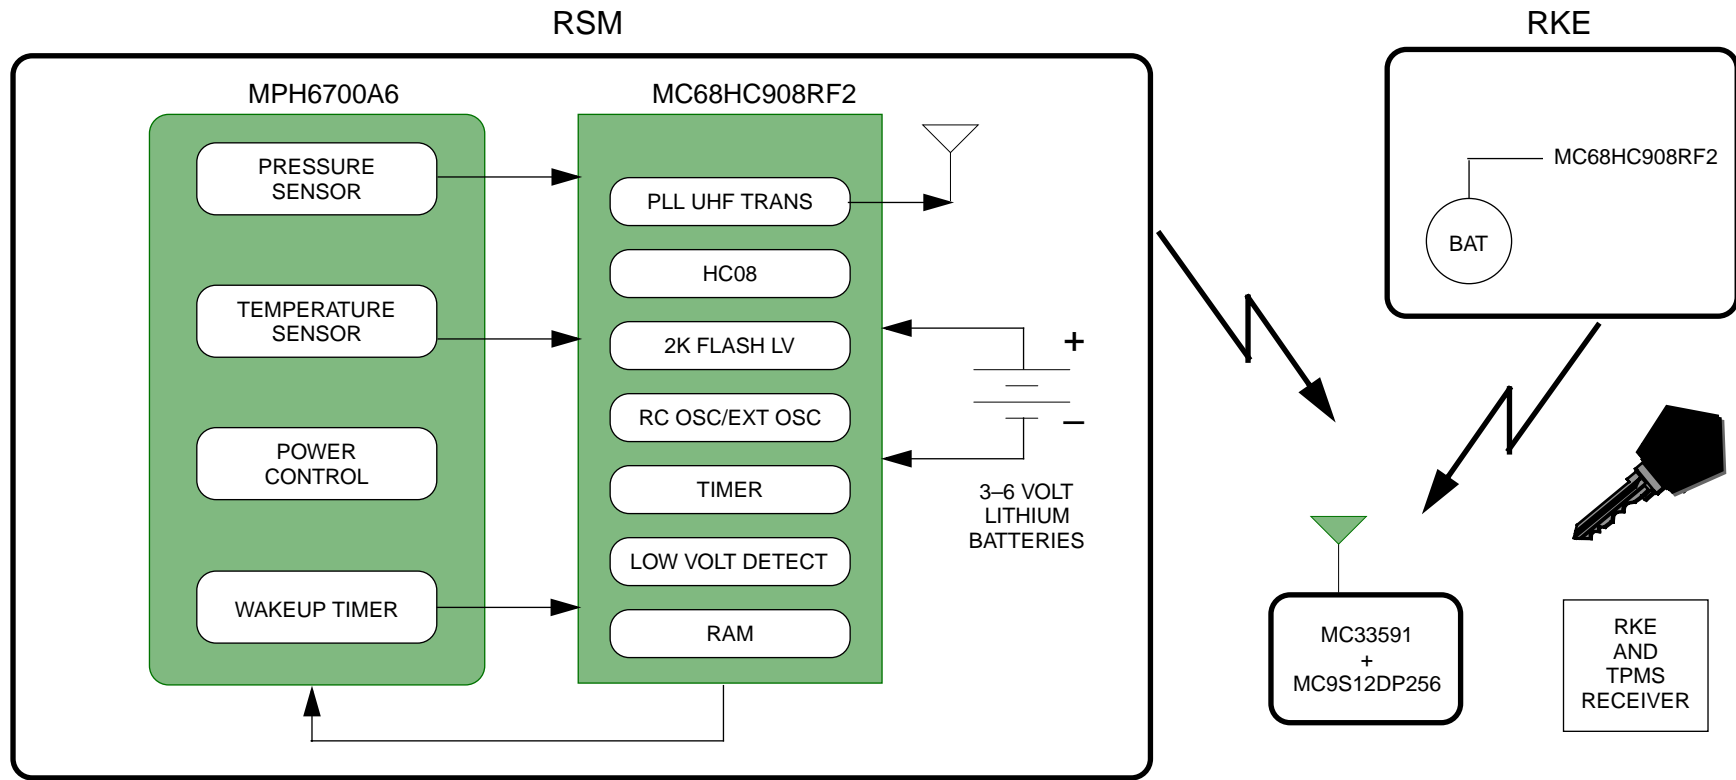 RSM
RKE
MPH6700A6
MC68HC908RF2
PRESSURE
SENSOR
TEMPERATURE
SENSOR
POWER
CONTROL
WAKEUP TIMER
PLL UHF TRANS
HC08
2K FLASH LV
RC OSC/EXT OSC
TIMER
LOW VOLT DETECT
RAM
+
–
3–6 VOLT
LITHIUM
BATTERIES
MC68HC908RF2
BAT
MC33591
+
MC9S12DP256
RKE
AND
TPMS
RECEIVER